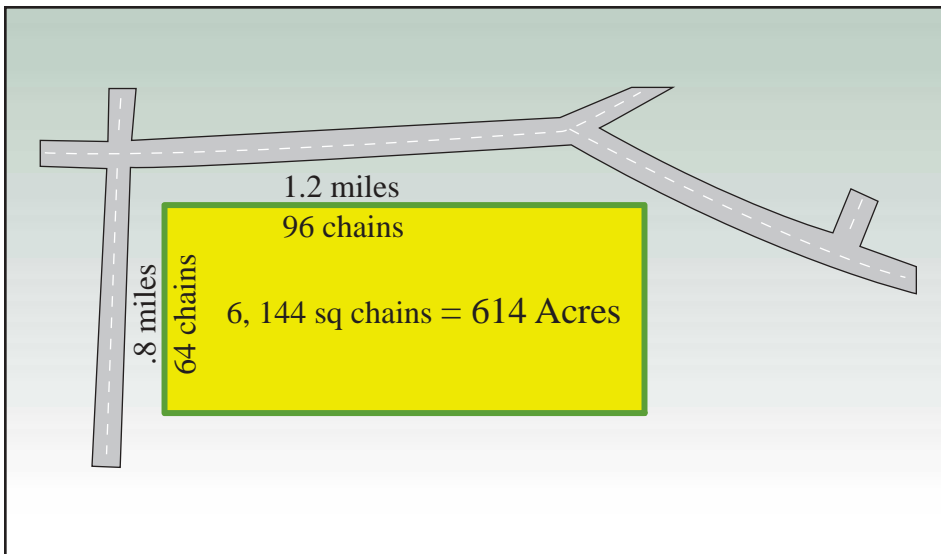 1.2 miles
96 chains
.8 miles
64 chains
6, 144 sq chains = 614 Acres